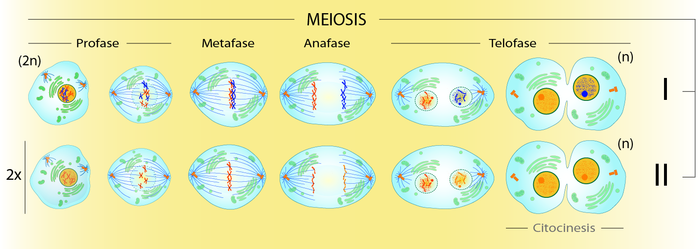 MEIOSIS
Profase Metafase Anafase Telofase
(2n) (n)
I
(n)
2x II
Citocinesis